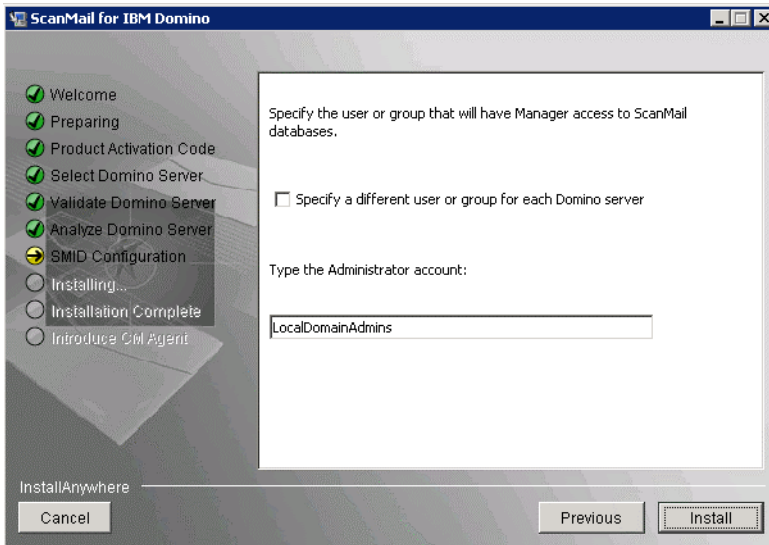 ScanMail for IBM Domino
Welcome
Preparing
Product Activation Code
Select Domino Server
Validate Domino Server
Analyze Domino Server
SMID Configuration
Installing...
Installation Complete
Introduce CM Agent
Specify the user or group that will have Manager access to ScanMail
databases.
Specify a different user or group for each Domino server
Type the Administrator account:
LocalDomainAdmins
InstallAnywhere
Cancel
Previous
Install